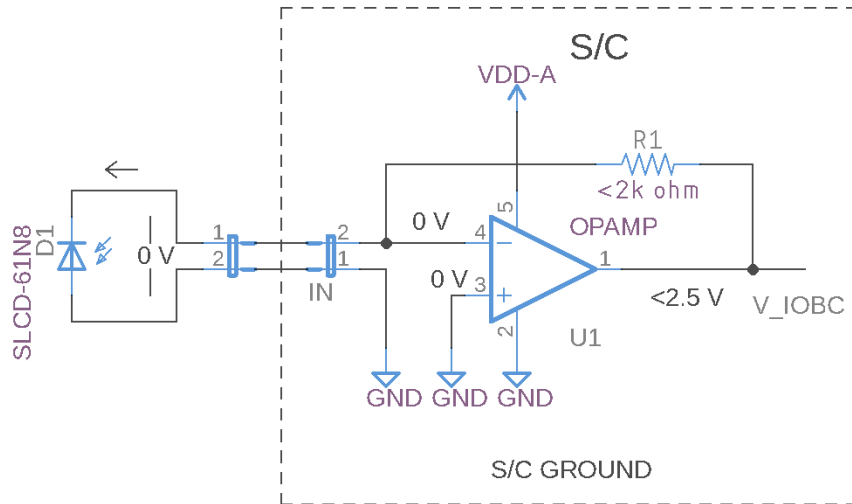 S/C
VDD-A
R1
<2k ohm
SLCD-61N8
D1
0 V
1
2
2
1
IN
0 V
0 V
4
3
5
2
1
OPAMP
U1
<2.5 V
V_IOBC
GND
GND
GND
S/C GROUND